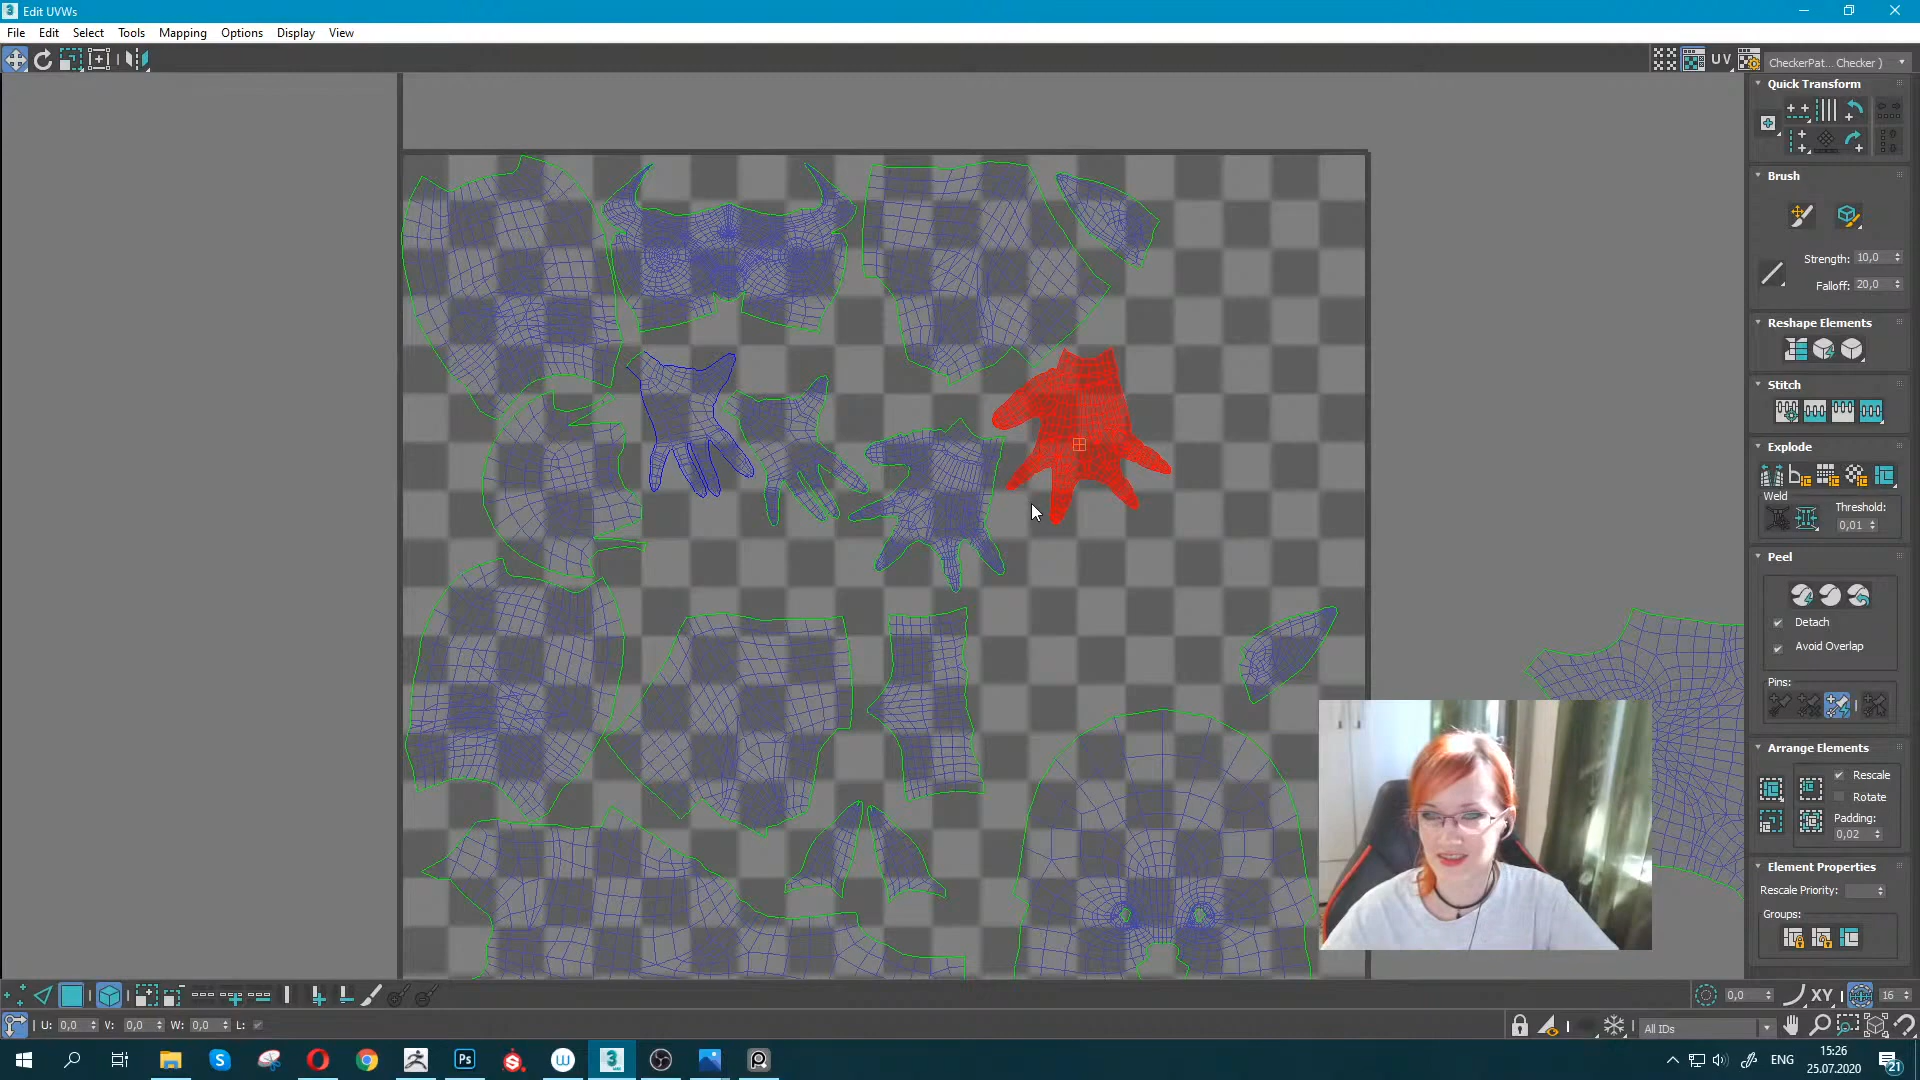 Edit UVWs
File Edit Select Tools Mapping Options Display View
UV
CheckerPat... Checker )
Quick Transform
Brush
Strength: 10,0
Falloff: 20,0
Reshape Elements
Stitch
Explode
Weld
Threshold:
0,01
Peel
Detach
Avoid Overlap
Pins:
Arrange Elements
Rescale
Rotate
Padding:
0,02
Element Properties
Rescale Priority:
Groups:
0,0 XY 16
U: 0,0 V: 0,0 W: 0,0 L:
All IDs
Ps
W
3
ENG
15:26
25.07.2020
21